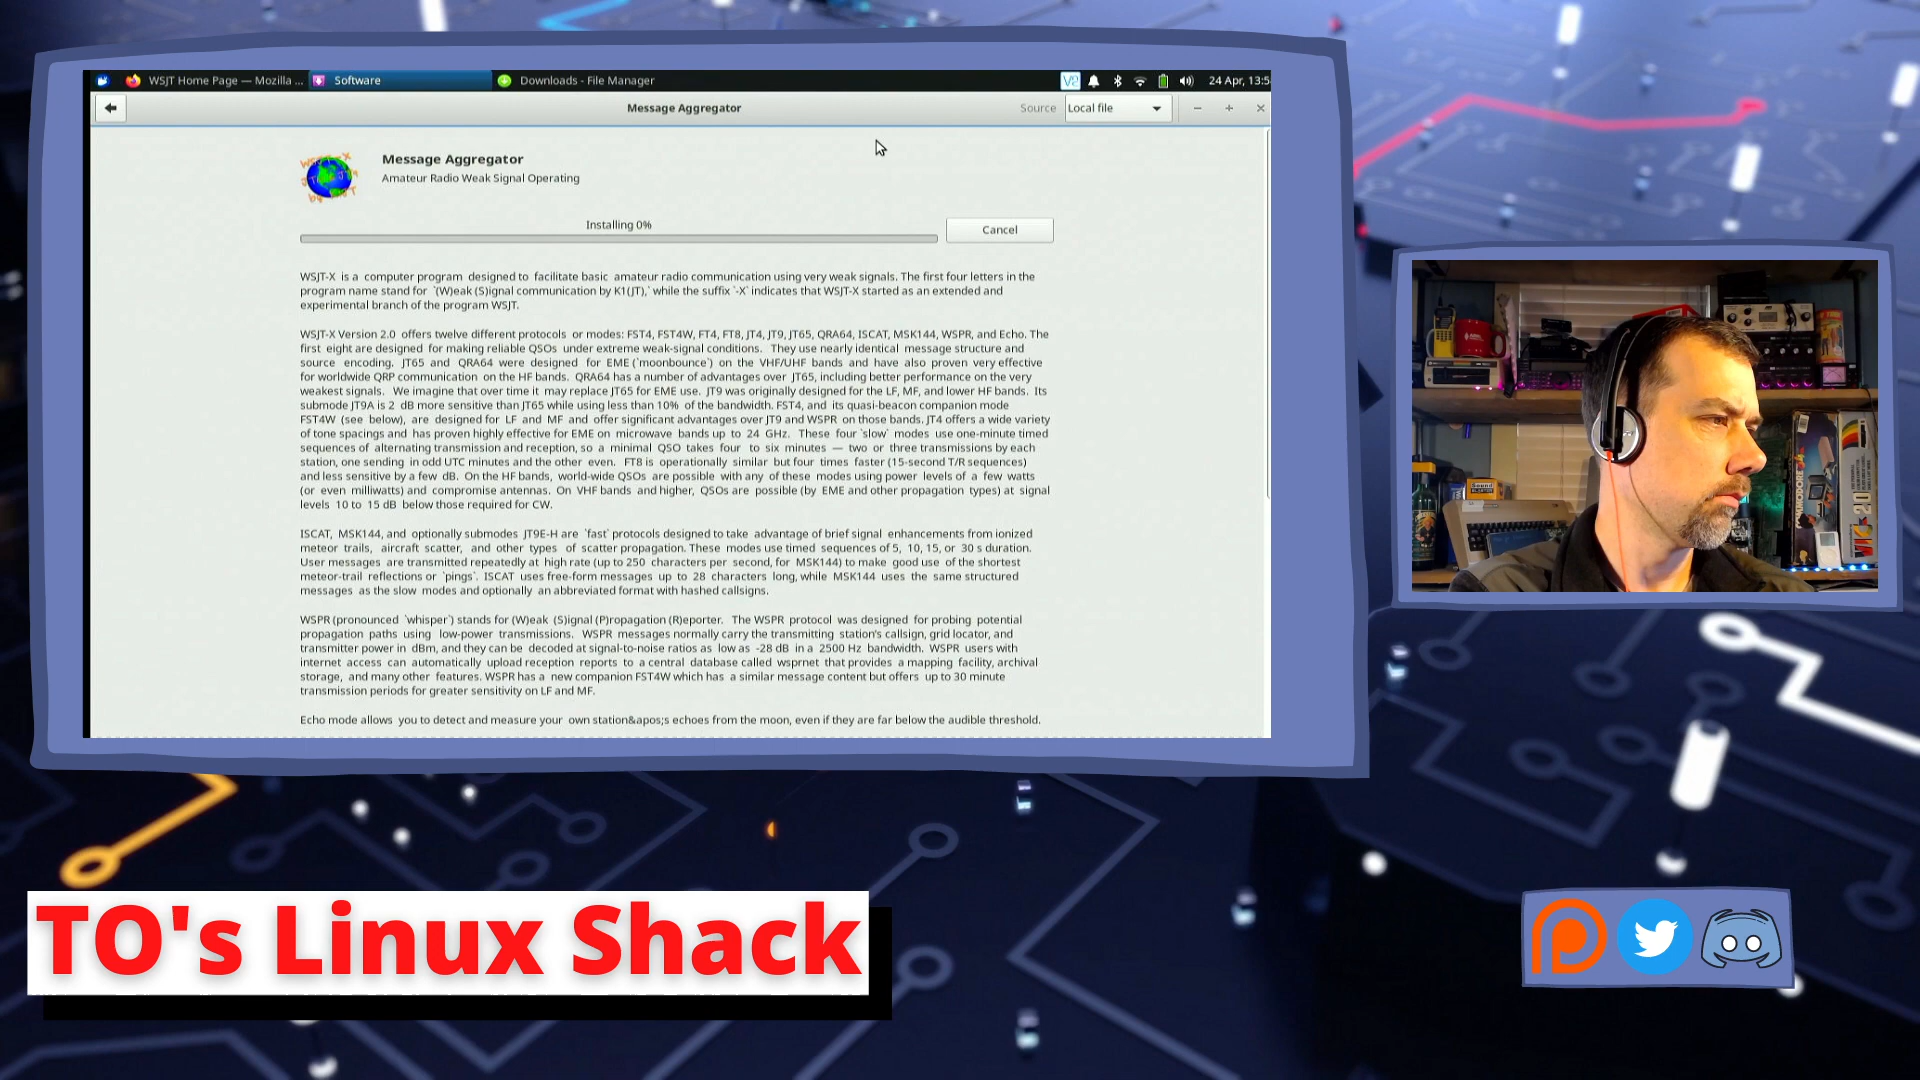 WSJT Home Page — Mozilla ...
Software
Downloads - File Manager
24 Apr, 13:5
Message Aggregator
Source
Local file
Message Aggregator
Amateur Radio Weak Signal Operating
Installing 0%
Cancel
WSJT-X is a computer program designed to facilitate basic amateur radio communication using very weak signals. The first four letters in the
program name stand for `(W)eak (S)ignal communication by K1(JT),` while the suffix `-X` indicates that WSJT-X started as an extended and
experimental branch of the program WSJT.
WSJT-X Version 2.0 offers twelve different protocols or modes: FST4, FST4W, FT4, FT8, JT4, JT9, JT65, QRA64, ISCAT, MSK144, WSPR, and Echo. The
first eight are designed for making reliable QSOs under extreme weak-signal conditions. They use nearly identical message structure and
source encoding. JT65 and QRA64 were designed for EME (`moonbounce`) on the VHF/UHF bands and have also proven very effective
for worldwide QRP communication on the HF bands. QRA64 has a number of advantages over JT65, including better performance on the very
weakest signals. We imagine that over time it may replace JT65 for EME use. JT9 was originally designed for the LF, MF, and lower HF bands. Its
submode JT9A is 2 dB more sensitive than JT65 while using less than 10% of the bandwidth. FST4, and its quasi-beacon companion mode
FST4W (see below), are designed for LF and MF and offer significant advantages over JT9 and WSPR on those bands. JT4 offers a wide variety
of tone spacings and has proven highly effective for EME on microwave bands up to 24 GHz. These four `slow` modes use one-minute timed
sequences of alternating transmission and reception, so a minimal QSO takes four to six minutes — two or three transmissions by each
station, one sending in odd UTC minutes and the other even. FT8 is operationally similar but four times faster (15-second T/R sequences)
and less sensitive by a few dB. On the HF bands, world-wide QSOs are possible with any of these modes using power levels of a few watts
(or even milliwatts) and compromise antennas. On VHF bands and higher, QSOs are possible (by EME and other propagation types) at signal
levels 10 to 15 dB below those required for CW.
ISCAT, MSK144, and optionally submodes JT9E-H are `fast` protocols designed to take advantage of brief signal enhancements from ionized
meteor trails, aircraft scatter, and other types of scatter propagation. These modes use timed sequences of 5, 10, 15, or 30 s duration.
User messages are transmitted repeatedly at high rate (up to 250 characters per second, for MSK144) to make good use of the shortest
meteor-trail reflections or `pings`. ISCAT uses free-form messages up to 28 characters long, while MSK144 uses the same structured
messages as the slow modes and optionally an abbreviated format with hashed callsigns.
WSPR (pronounced `whisper`) stands for (W)eak (S)ignal (P)ropagation (R)eporter. The WSPR protocol was designed for probing potential
propagation paths using low-power transmissions. WSPR messages normally carry the transmitting station's callsign, grid locator, and
transmitter power in dBm, and they can be decoded at signal-to-noise ratios as low as -28 dB in a 2500 Hz bandwidth. WSPR users with
internet access can automatically upload reception reports to a central database called wsprnet that provides a mapping facility, archival
storage, and many other features. WSPR has a new companion FST4W which has a similar message content but offers up to 30 minute
transmission periods for greater sensitivity on LF and MF.
Echo mode allows you to detect and measure your own station&apos;s echoes from the moon, even if they are far below the audible threshold.
COMMODORE
VIC 20
TO's Linux Shack